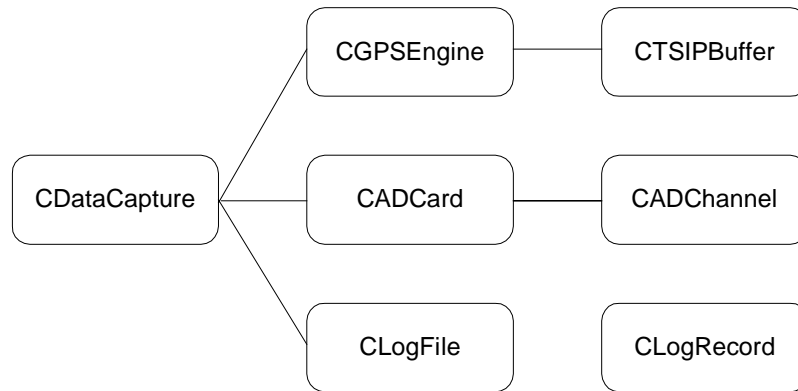 CGPSEngine
CTSIPBuffer
CDataCapture
CADCard
CADChannel
CLogFile
CLogRecord